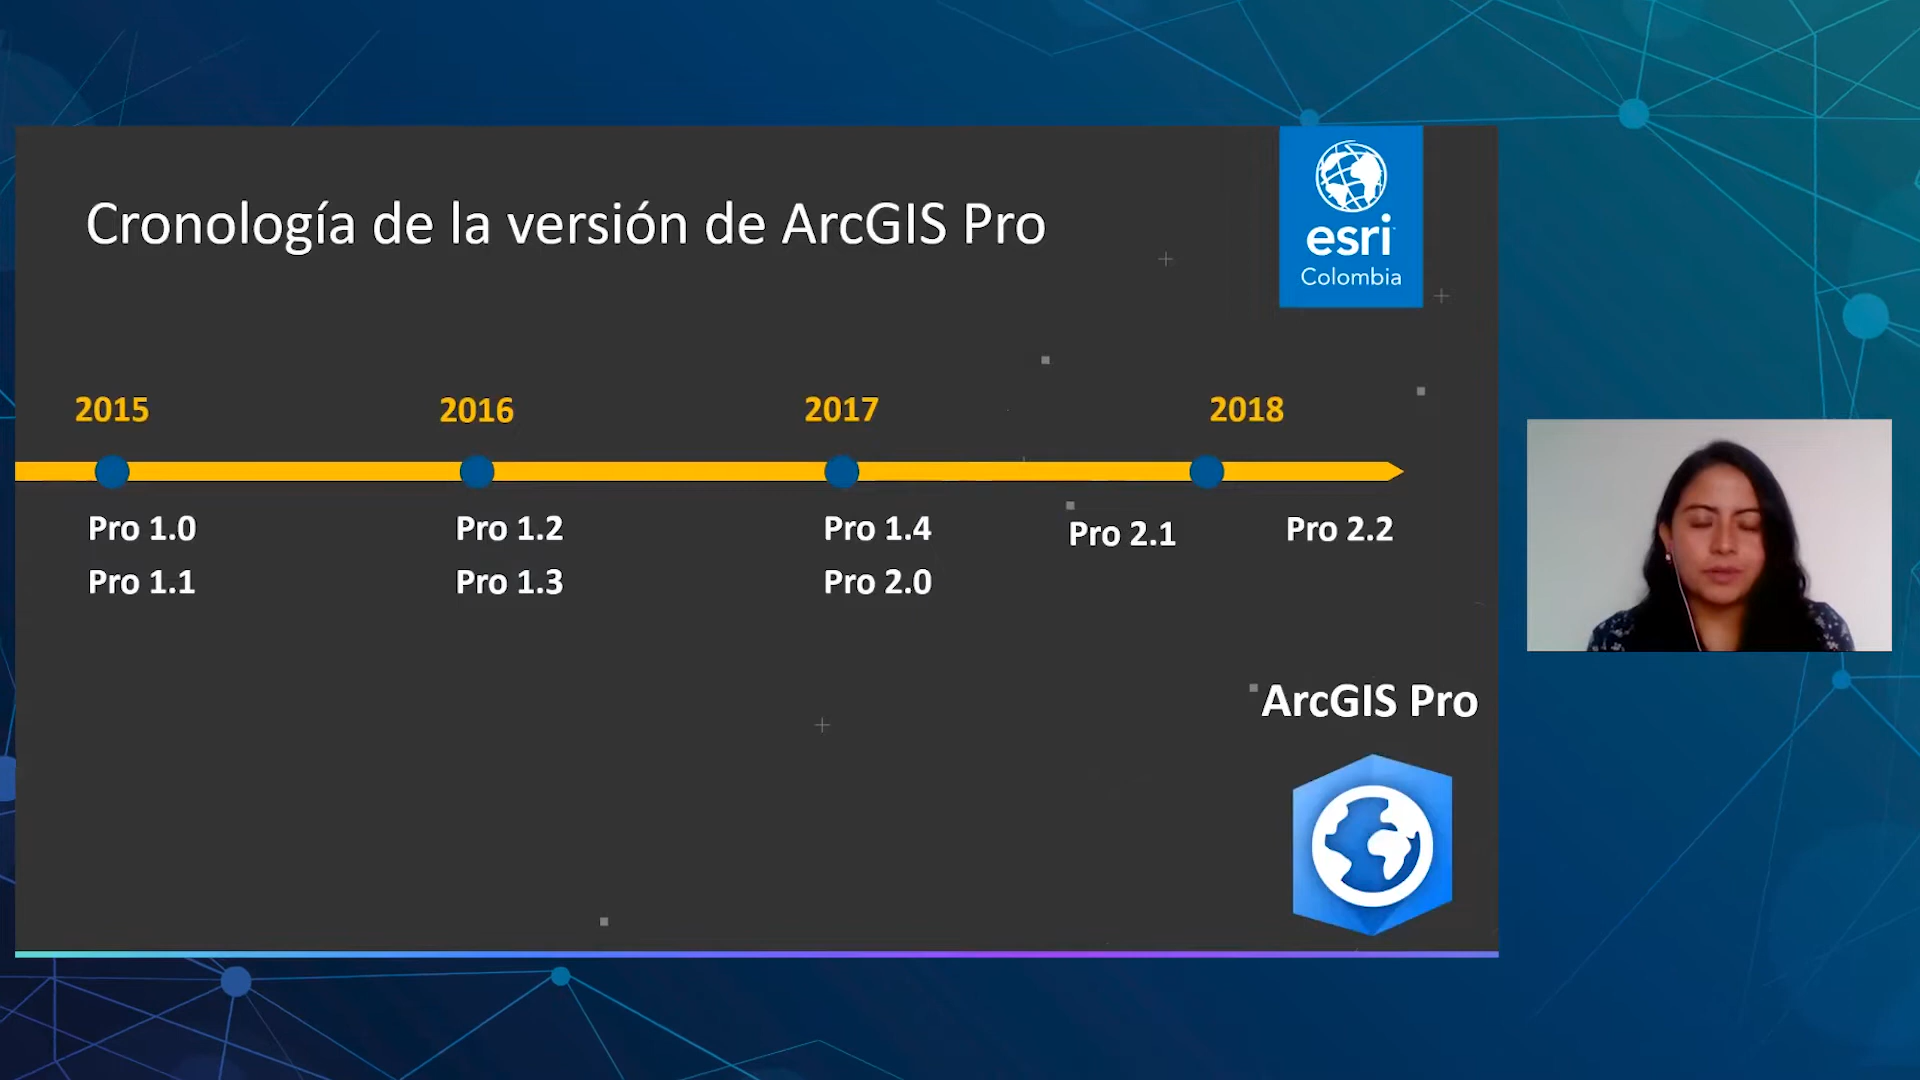 Cronología de la versión de ArcGIS Pro
esri
Colombia
2015
2016
2017
2018
Pro 1.0
Pro 1.2
Pro 1.4
Pro 2.1
Pro 2.2
Pro 1.1
Pro 1.3
Pro 2.0
ArcGIS Pro